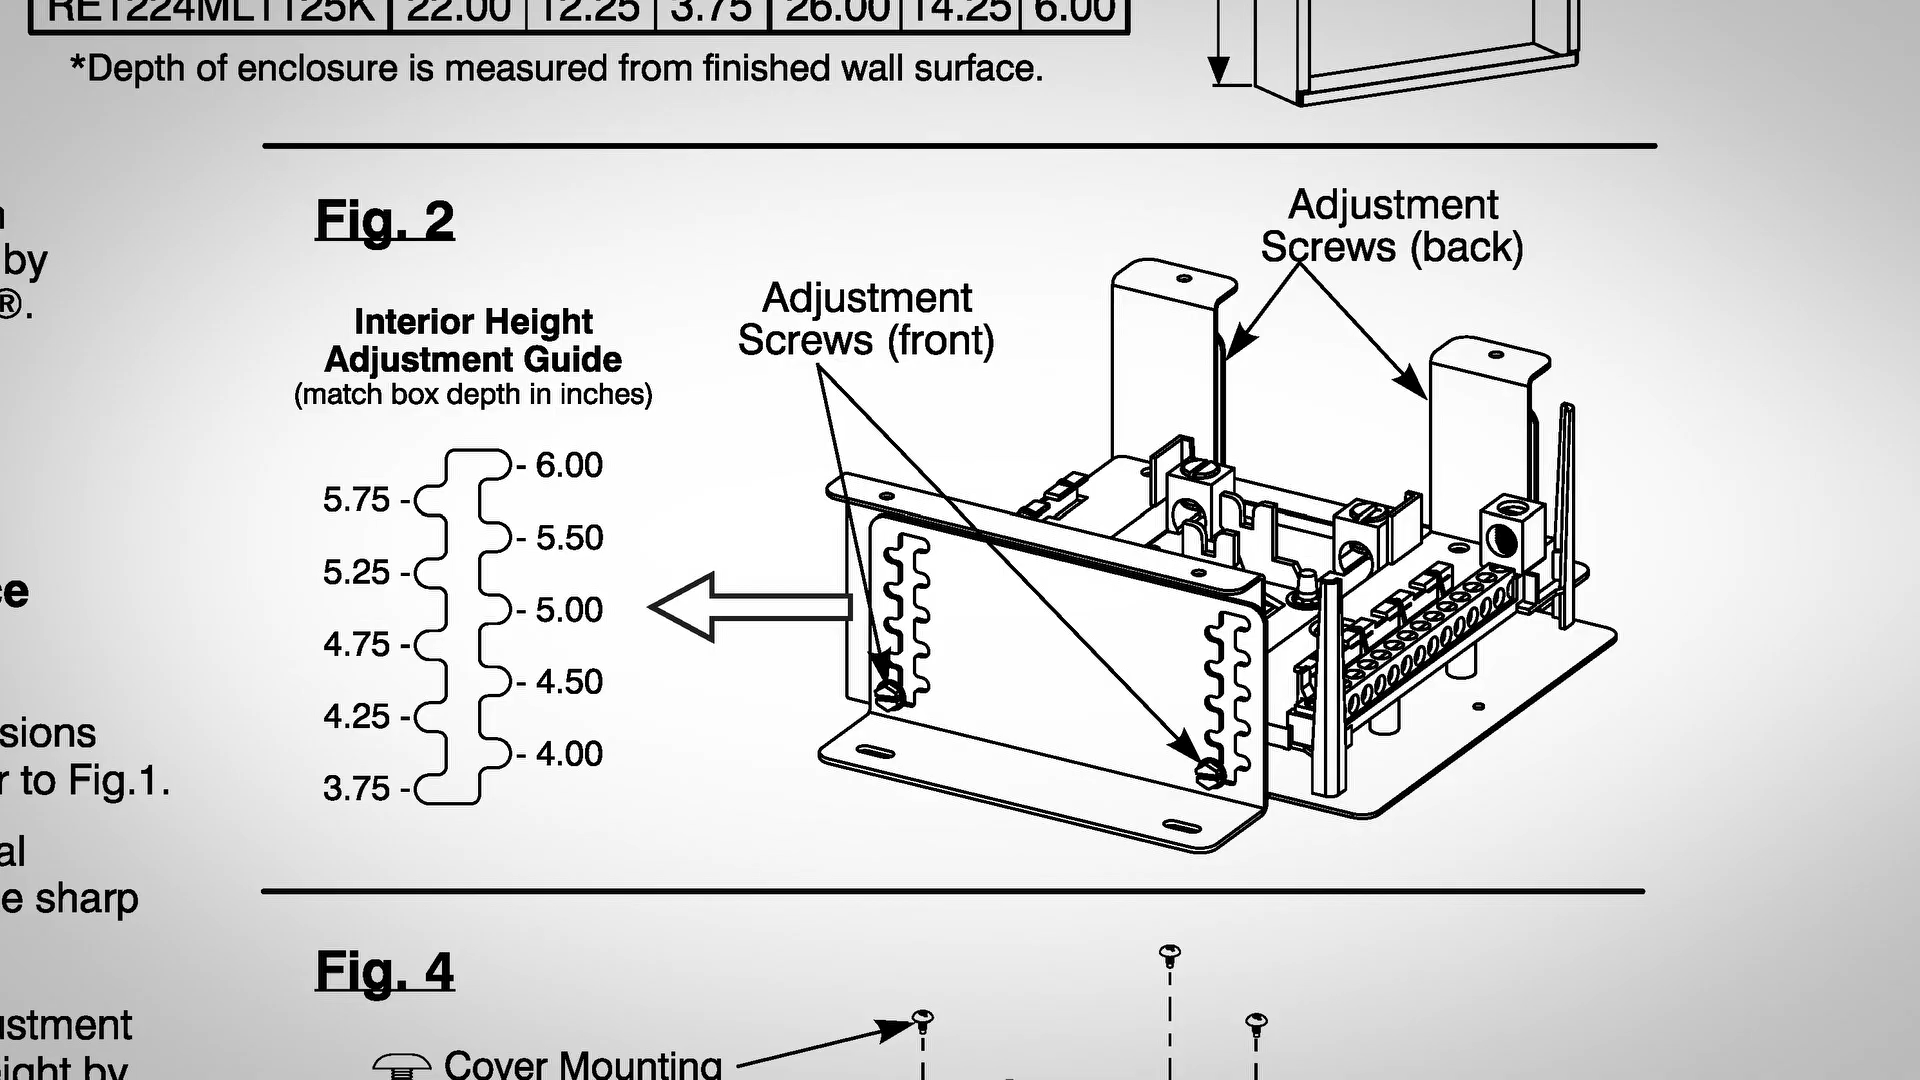 RE1224ML1125K 22.00 12.25 3.75 26.00 14.25 6.00
*Depth of enclosure is measured from finished wall surface.
by
®.
sions
r to Fig.1.
al
e sharp
ustment
eight by
Fig. 2
Interior Height
Adjustment Guide
(match box depth in inches)
- 6.00
5.75 -
- 5.50
5.25 -
- 5.00
4.75 -
- 4.50
4.25 -
- 4.00
3.75 -
Adjustment
Screws (front)
Adjustment
Screws (back)
Fig. 4
Cover Mounting